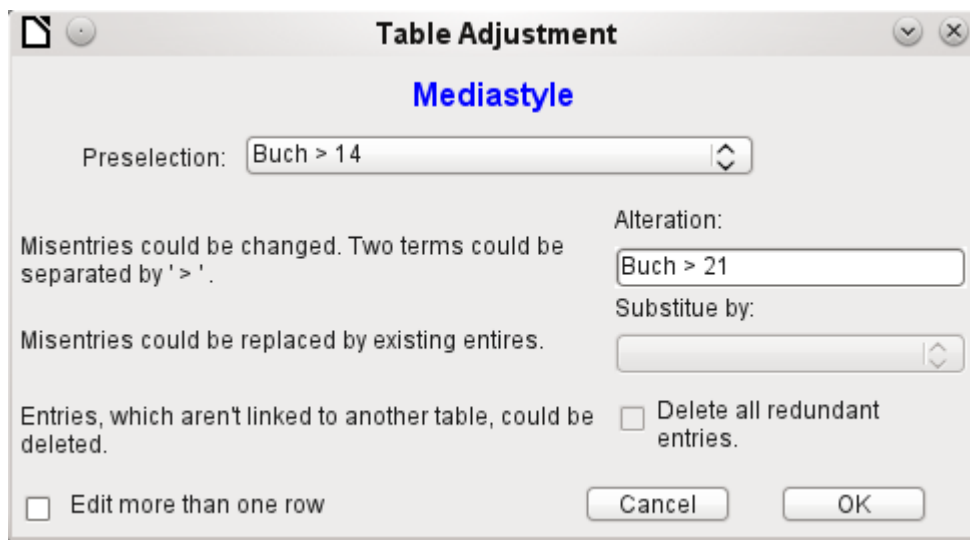 Table Adjustment
Mediastyle
Preselection: Buch > 14
Alteration:
Misentries could be changed. Two terms could be
separated by ' > ' .
Buch > 21
Substitue by:
Misentries could be replaced by existing entires.
Entries, which aren't linked to another table, could be
deleted.
Delete all redundant
entries.
Edit more than one row
Cancel
OK